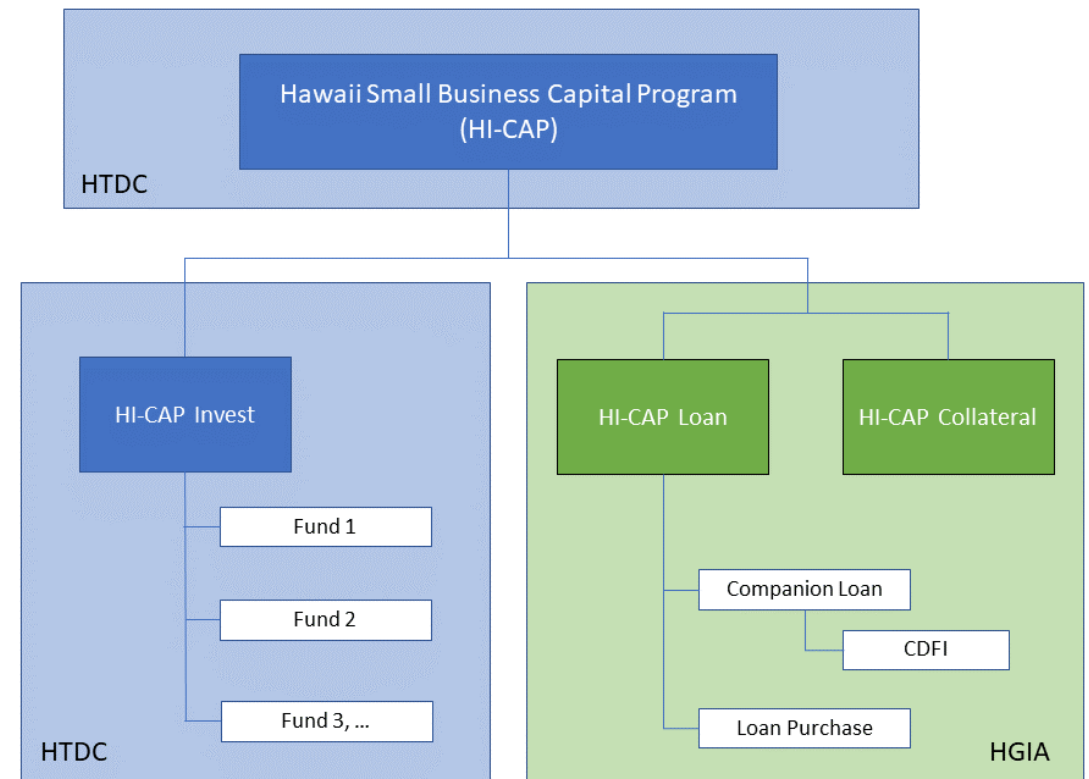 Hawaii Small Business Capital Program
(HI-CAP)
HTDC
HI-CAP Invest
Fund 1
Fund 2
Fund 3, ...
HTDC
HI-CAP Loan
HI-CAP Collateral
Companion Loan
CDFI
Loan Purchase
HGIA